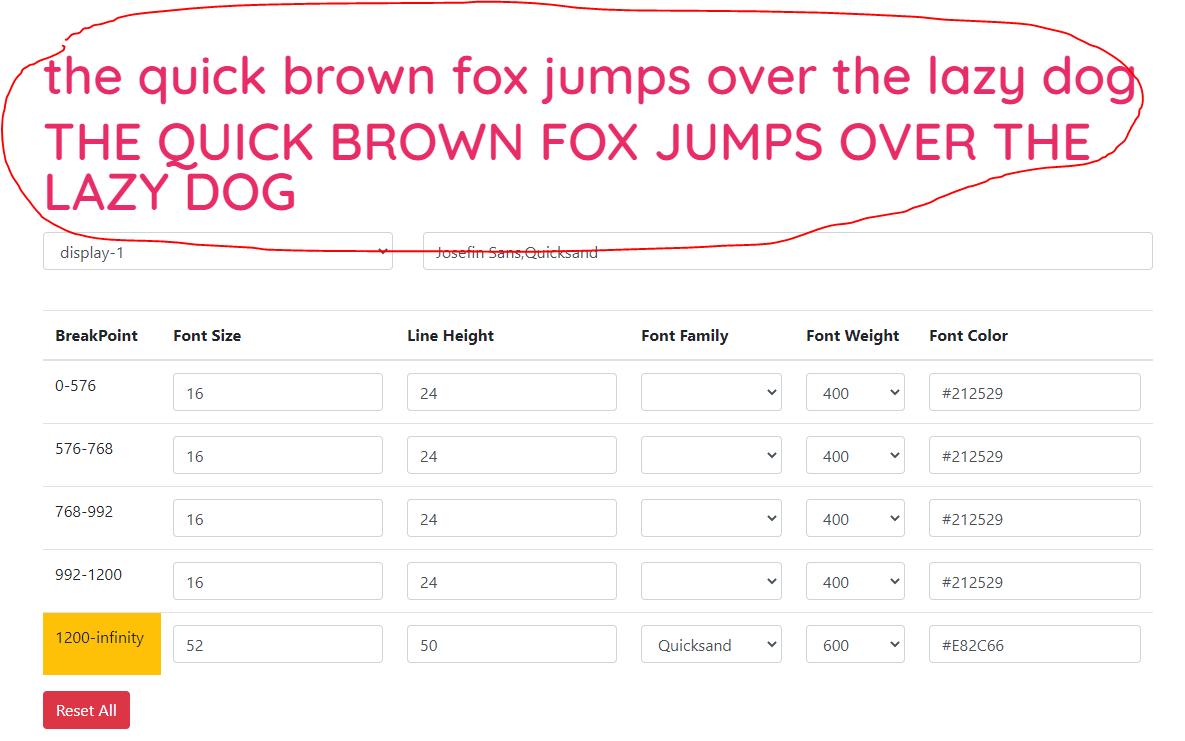 the quick brown fox jumps over the lazy dog
THE QUICK BROWN FOX JUMPS OVER THE
LAZY DOG
display-1 Josefin Sans,Quicksand
BreakPoint Font Size Line Height Font Family Font Weight Font Color
0-576 16 24 400 #212529
576-768 16 24 400 #212529
768-992 16 24 400 #212529
992-1200 16 24 400 #212529
1200-infinity 52 50 Quicksand 600 #E82C66
Reset All